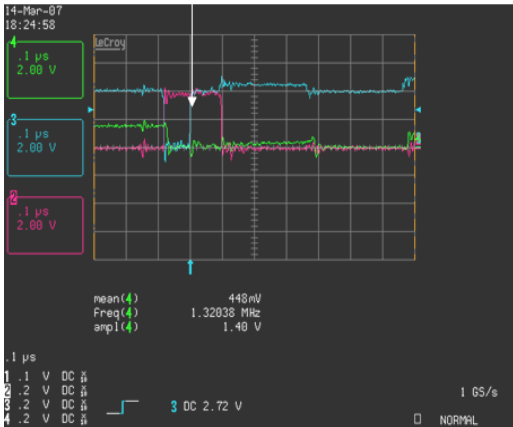 14-Mar-07
18:24:58
LeCroy
4
.1 µs
2.00 V
3
.1 µs
2.00 V
2
.1 µs
2.00 V
mean(4) 448mV
freq(4) 1.32038 MHz
ampl(4) 1.40 V
.1 µs
1 .1 V DC
2 .2 V DC
3 .2 V DC
4 .2 V DC
3 DC 2.72 V
1 GS/s
NORMAL